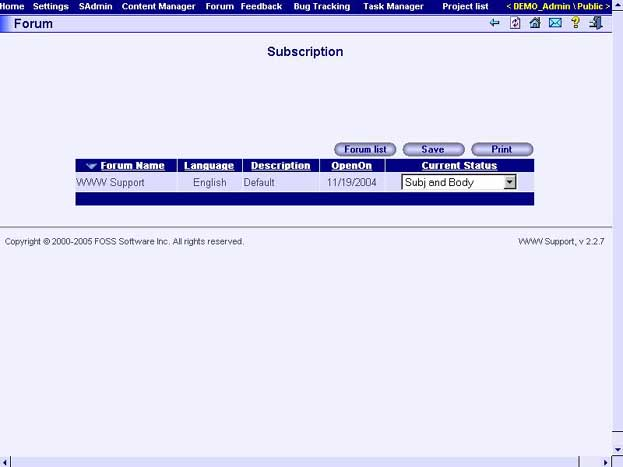 Home Settings SAdmin Content Manager Forum Feedback Bug Tracking Task Manager Project list < DEMO_Admin \ Public >
Forum
Subscription
Forum list Save Print
Forum Name Language Description OpenOn Current Status
WWW Support English Default 11/19/2004 Subj and Body
Copyright © 2000-2005 FOSS Software Inc. All rights reserved. WWW Support, v 2.2.7